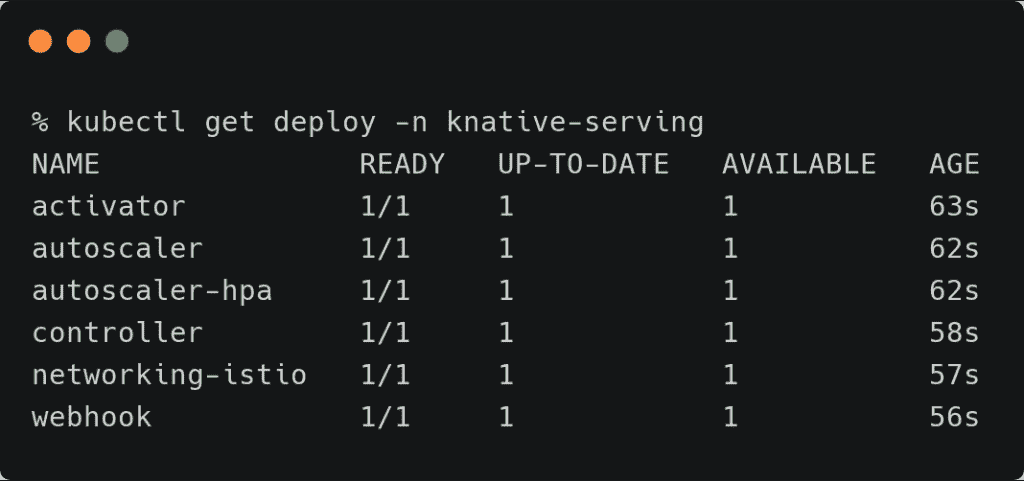 % kubectl get deploy -n knative-serving
NAME                READY   UP-TO-DATE   AVAILABLE   AGE
activator           1/1     1            1           63s
autoscaler          1/1     1            1           62s
autoscaler-hpa      1/1     1            1           62s
controller          1/1     1            1           58s
networking-istio    1/1     1            1           57s
webhook             1/1     1            1           56s